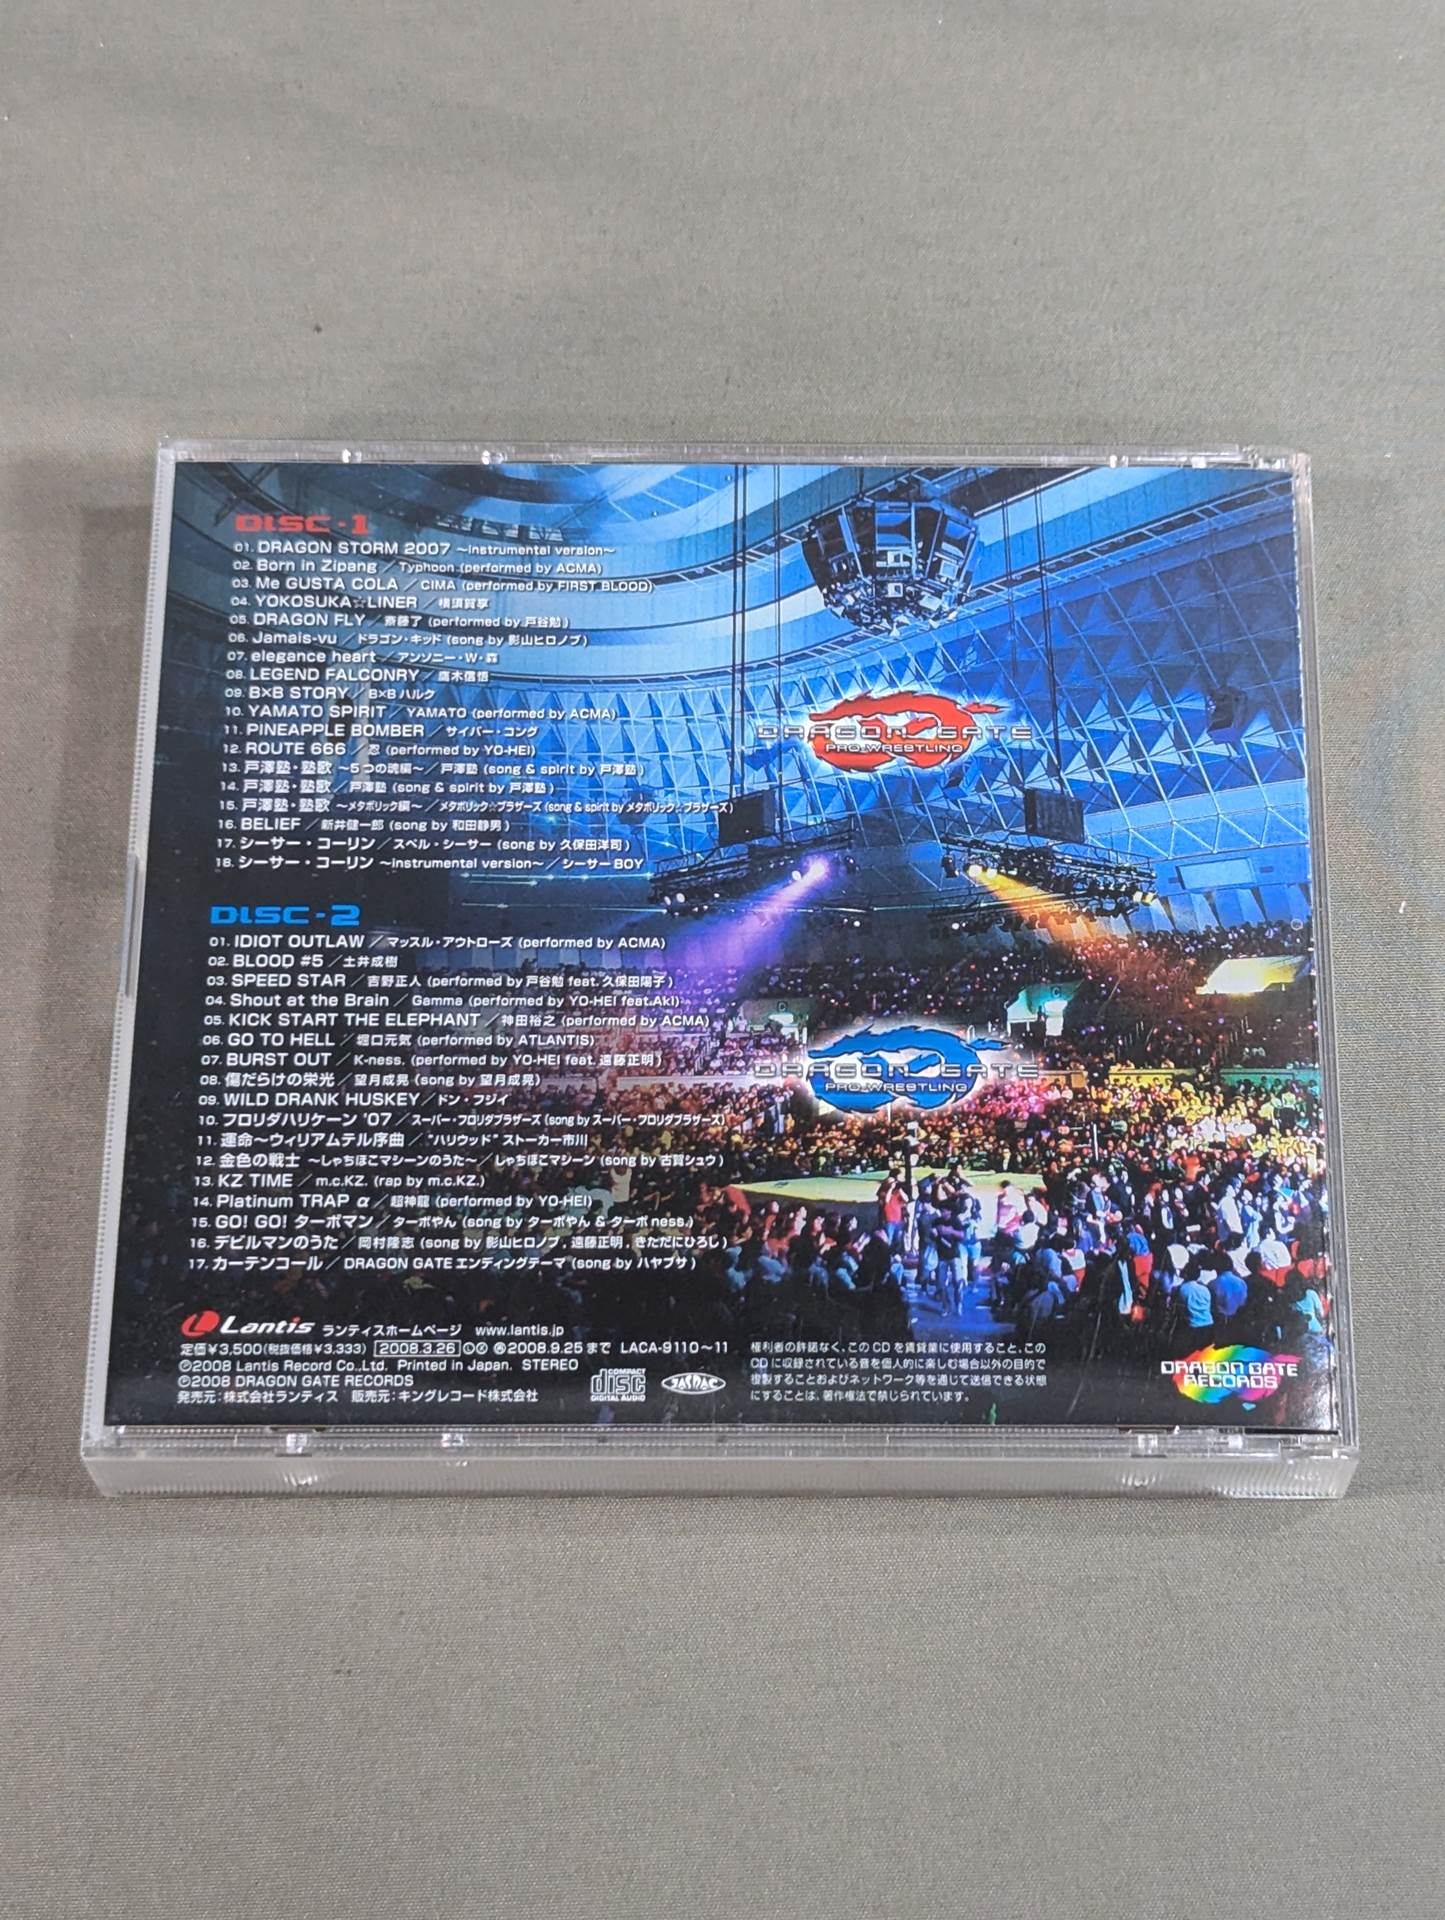 DISC-1
01. DRAGON STORM 2007 ～instrumental version～
02. Born in Zipang ／ Typhoon (performed by ACMA)
03. Me GUSTA COLA ／ CIMA (performed by FIRST BLOOD)
04. YOKOSUKA☆LINER ／ 横須賀享
05. DRAGON FLY ／ 斎藤了 (performed by 戸谷勉)
06. Jamais-vu ／ ドラゴン・キッド (song by 影山ヒロノブ)
07. elegance heart ／ アンソニー・W・森
08. LEGEND FALCONRY ／ 鷹木信悟
09. B×B STORY ／ B×B ハルク
10. YAMATO SPIRIT ／ YAMATO (performed by ACMA)
11. PINEAPPLE BOMBER ／ サイバー・コング
12. ROUTE 666 ／ 忍 (performed by YO-HEI)
13. 戸澤塾・塾歌 ～5つの魂編～ ／ 戸澤塾 (song & spirit by 戸澤塾)
14. 戸澤塾・塾歌 ／ 戸澤塾 (song & spirit by 戸澤塾)
15. 戸澤塾・塾歌 ～メタボリック編～ ／ メタボリック☆ブラザーズ (song & spirit by メタボリック☆ブラザーズ)
16. BELIEF ／ 新井健一郎 (song by 和田静男)
17. シーサー・コーリン ／ スペル・シーサー (song by 久保田洋司)
18. シーサー・コーリン ～instrumental version～ ／ シーサーBOY
DRAGON GATE
PRO-WRESTLING
DISC-2
01. IDIOT OUTLAW ／ マッスル・アウトローズ (performed by ACMA)
02. BLOOD #5 ／ 土井成樹
03. SPEED STAR ／ 吉野正人 (performed by 戸谷勉 feat. 久保田陽子)
04. Shout at the Brain ／ Gamma (performed by YO-HEI feat.Aki)
05. KICK START THE ELEPHANT ／ 神田裕之 (performed by ACMA)
06. GO TO HELL ／ 堀口元気 (performed by ATLANTIS)
07. BURST OUT ／ K-ness. (performed by YO-HEI feat. 遠藤正明)
08. 傷だらけの栄光 ／ 望月成晃 (song by 望月成晃)
09. WILD DRANK HUSKEY ／ ドン・フジイ
10. フロリダハリケーン '07 ／ スーパー・フロリダブラザーズ (song by スーパー・フロリダブラザーズ)
11. 運命～ウィリアムテル序曲 ／ "ハリウッド" ストーカー市川
12. 金色の戦士 ～しゃちほこマシーンのうた～ ／ しゃちほこマシーン (song by 古賀シュウ)
13. KZ TIME ／ m.c.KZ. (rap by m.c.KZ.)
14. Platinum TRAP α ／ 超神龍 (performed by YO-HEI)
15. GO! GO! ターボマン ／ ターボやん (song by ターボやん & ターボness.)
16. デビルマンのうた ／ 岡村隆志 (song by 影山ヒロノブ , 遠藤正明 , きただにひろし)
17. カーテンコール ／ DRAGON GATE エンディングテーマ (song by ハヤブサ)
DRAGON GATE
PRO-WRESTLING
Lantis ランティスホームページ www.lantis.jp
定価¥3,500(税抜価格¥3,333) 2008.3.26 2008.9.25 まで LACA-9110～11
℗2008 Lantis Record Co.,Ltd. Printed in Japan. STEREO
©2008 DRAGON GATE RECORDS
発売元：株式会社ランティス 販売元：キングレコード株式会社
COMPACT
disc
DIGITAL AUDIO
JASRAC
権利者の許諾なく、このCDを賃貸業に使用すること、この
CDに収録されている音を個人的に楽しむ場合以外の目的で
複製すること及びネットワーク等を通じて送信できる状態
にすることは、著作権法で禁じられています。
DRAGON GATE
RECORDS